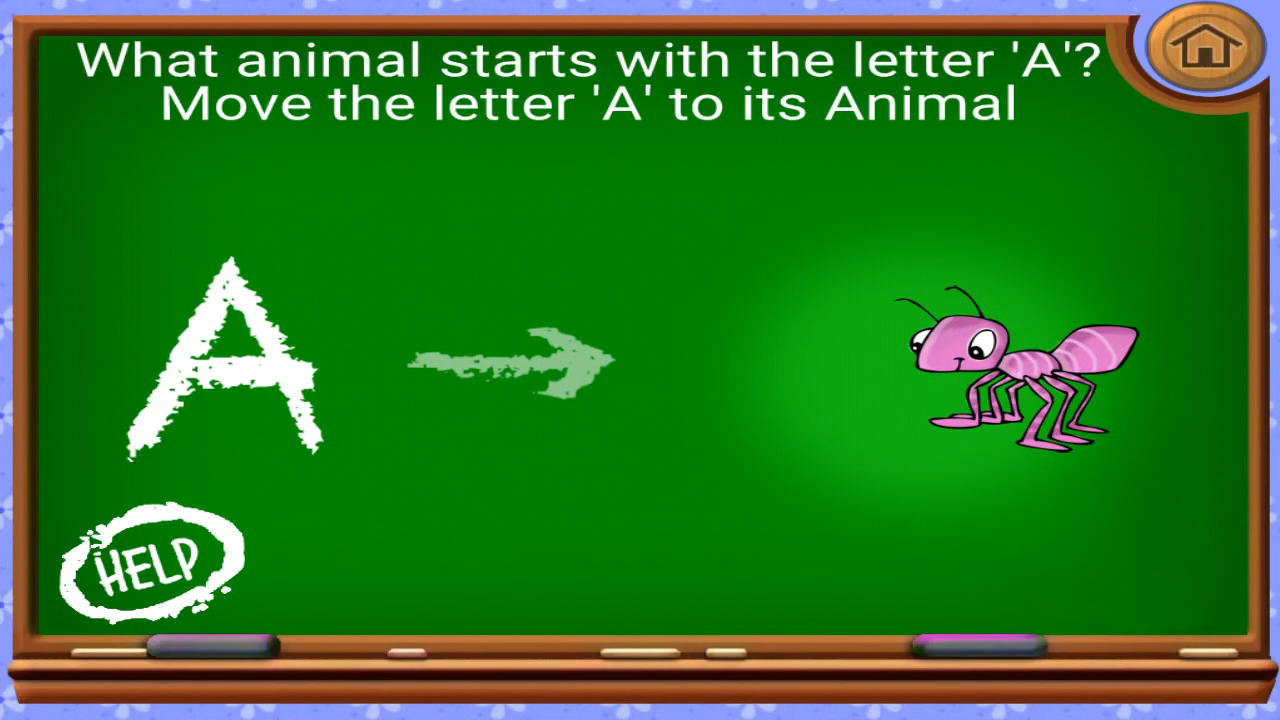 What animal starts with the letter 'A'?
Move the letter 'A' to its Animal
A
HELP